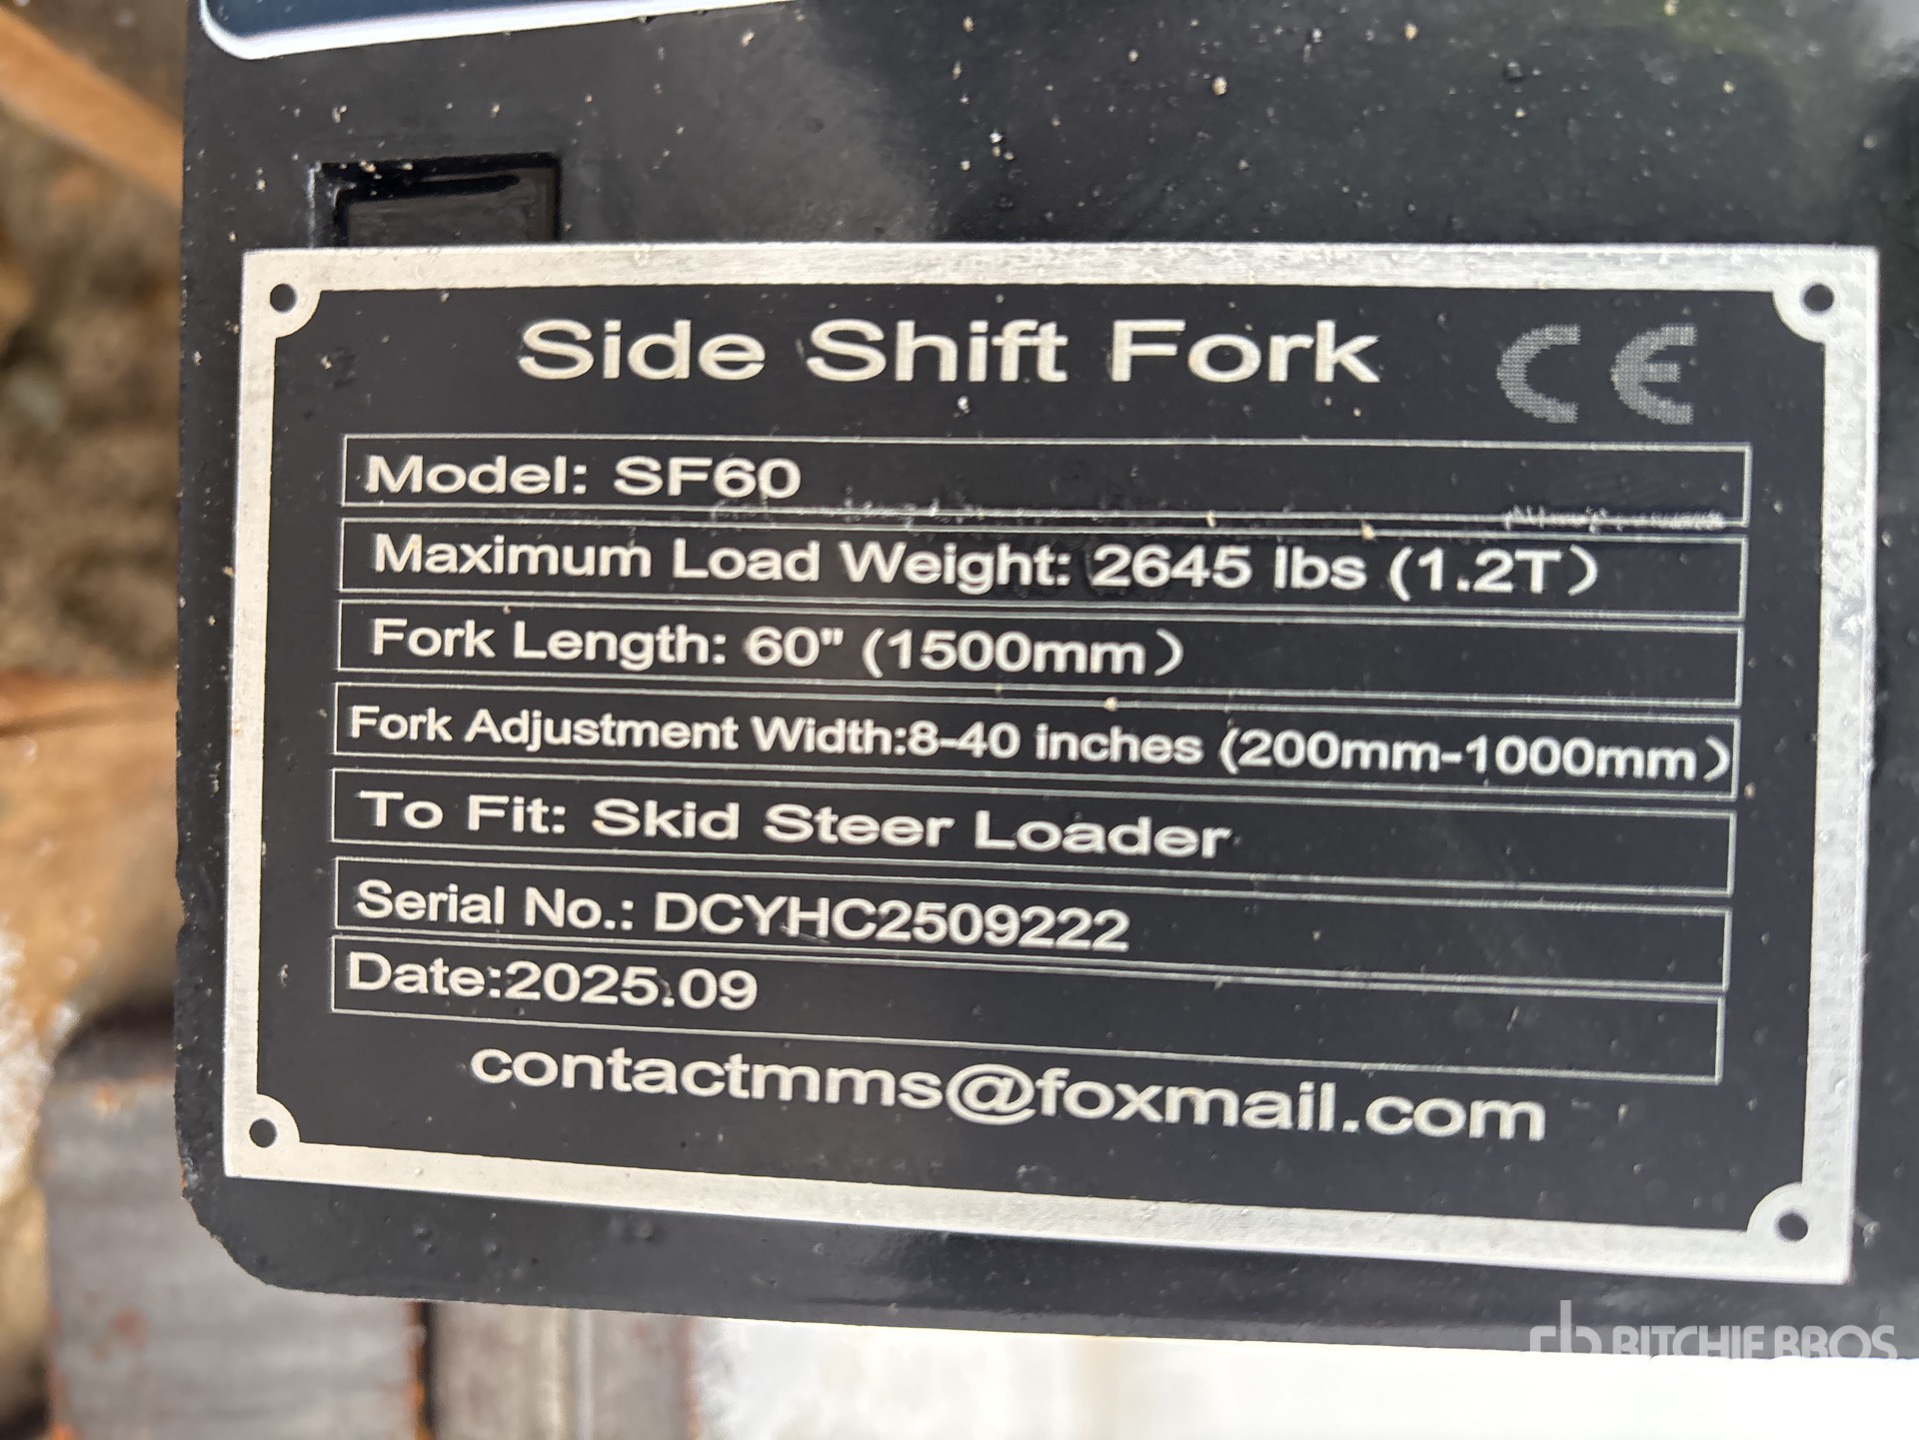 Side Shift Fork CE
Model: SF60
Maximum Load Weight: 2645 lbs (1.2T)
Fork Length: 60" (1500mm)
Fork Adjustment Width:8-40 inches (200mm-1000mm)
To Fit: Skid Steer Loader
Serial No.: DCYHC2509222
Date:2025.09
contactmms@foxmail.com
rb RITCHIE BROS